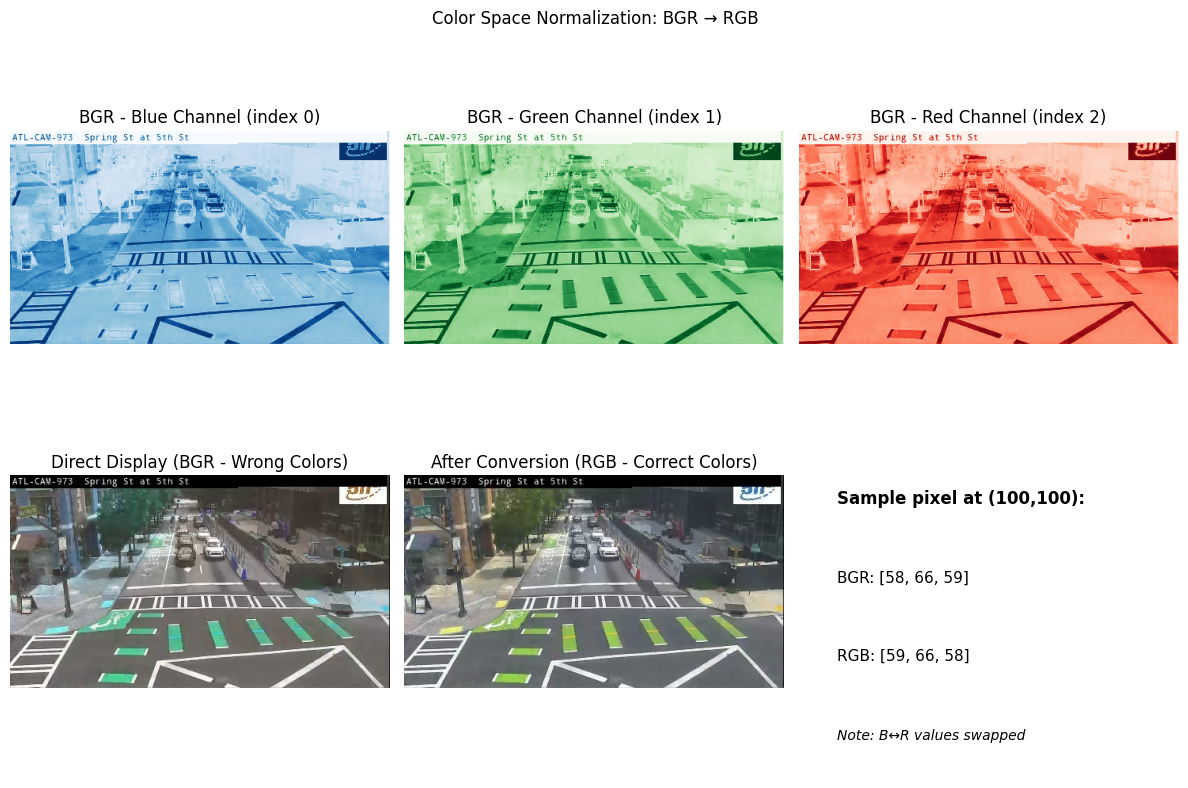 Color Space Normalization: BGR → RGB
BGR - Blue Channel (index 0)
BGR - Green Channel (index 1)
BGR - Red Channel (index 2)
ATL-CAM-973 Spring St at 5th St
ATL-CAM-973 Spring St at 5th St
ATL-CAM-973 Spring St at 5th St
Direct Display (BGR - Wrong Colors)
After Conversion (RGB - Correct Colors)
ATL-CAM-973 Spring St at 5th St
ATL-CAM-973 Spring St at 5th St
Sample pixel at (100,100):
BGR: [58, 66, 59]
RGB: [59, 66, 58]
Note: B↔R values swapped